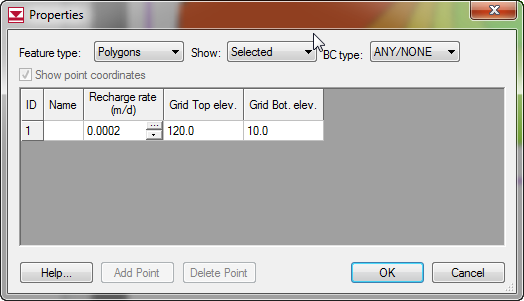 Properties
Feature type: Polygons Show: Selected BC type: ANY/NONE
Show point coordinates
ID Name Recharge rate (m/d) Grid Top elev. Grid Bot. elev.
1 0.0002 ... 120.0 10.0
Help... Add Point Delete Point OK Cancel